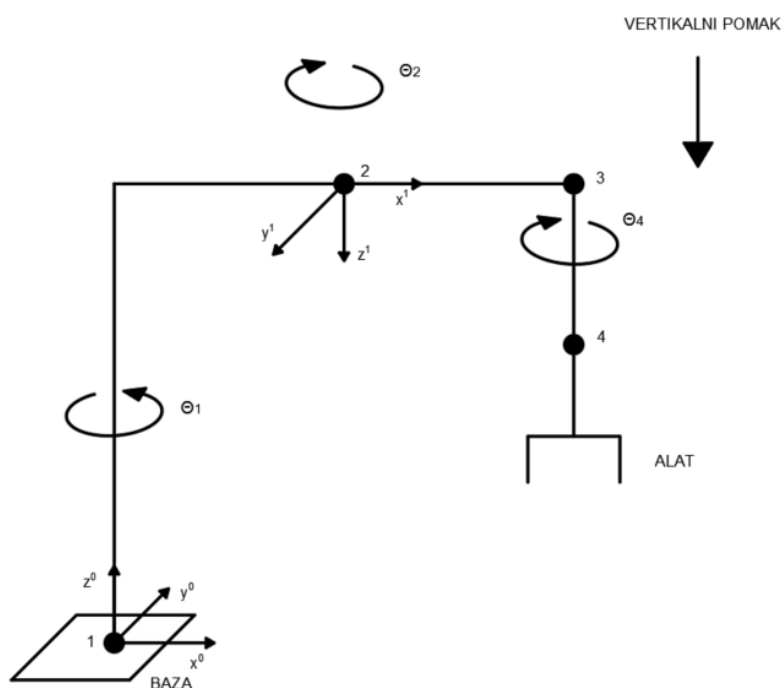 VERTIKALNI POMAK
Θ2
2
3
x¹
y¹
z¹
Θ4
4
Θ1
ALAT
z⁰
y⁰
1
x⁰
BAZA